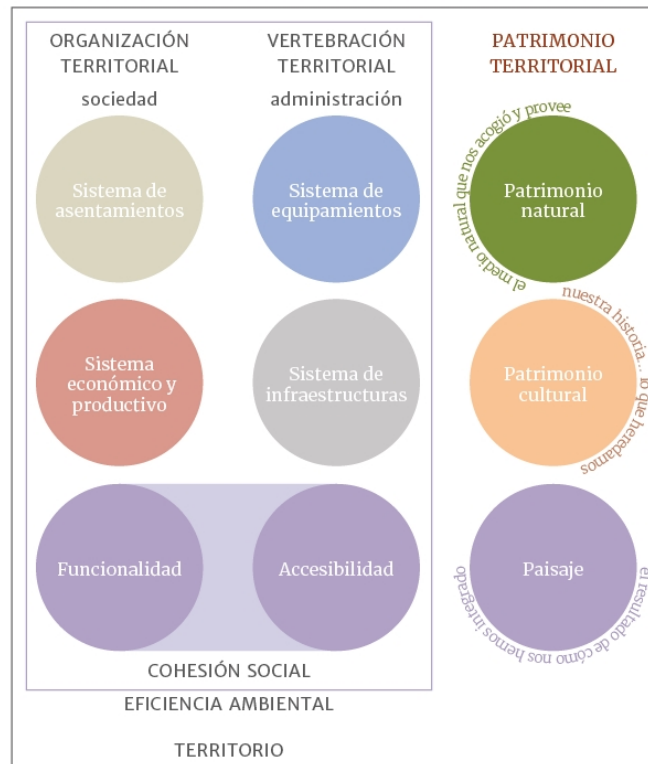 ORGANIZACIÓN
TERRITORIAL
sociedad
VERTEBRACIÓN
TERRITORIAL
administración
PATRIMONIO
TERRITORIAL
Sistema de
asentamientos
Sistema de
equipamientos
Patrimonio
natural
el medio natural que nos acogió y provee
Sistema
económico y
productivo
Sistema de
infraestructuras
Patrimonio
cultural
nuestra historia... lo que heredamos
Funcionalidad
Accesibilidad
Paisaje
el resultado de cómo nos hemos integrado
COHESIÓN SOCIAL
EFICIENCIA AMBIENTAL
TERRITORIO